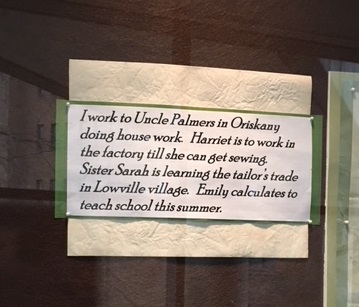 I work to Uncle Palmers in Oriskany
doing house work. Harriet is to work in
the factory till she can get sewing.
Sister Sarah is learning the tailor's trade
in Lowville village. Emily calculates to
teach school this summer.